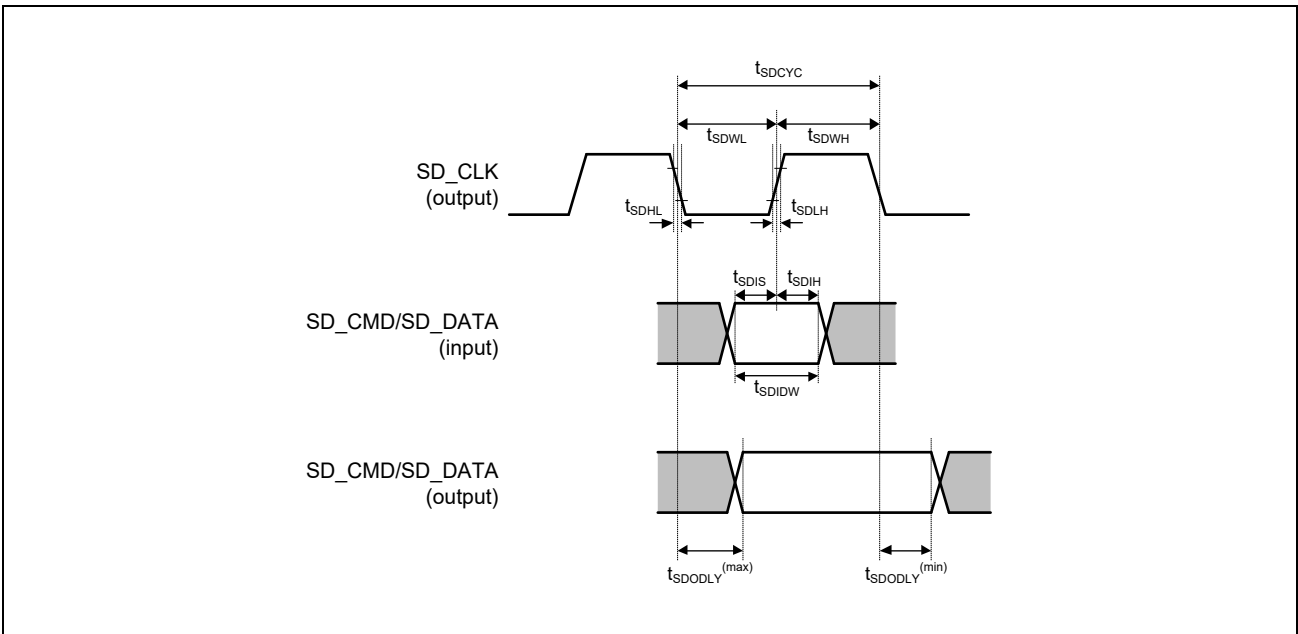 tSDCYC
tSDWL
tSDWH
SD_CLK
(output)
tSDHL
tSDLH
tSDIS
tSDIH
SD_CMD/SD_DATA
(input)
tSDIDW
SD_CMD/SD_DATA
(output)
tSDODLY(max)
tSDODLY(min)